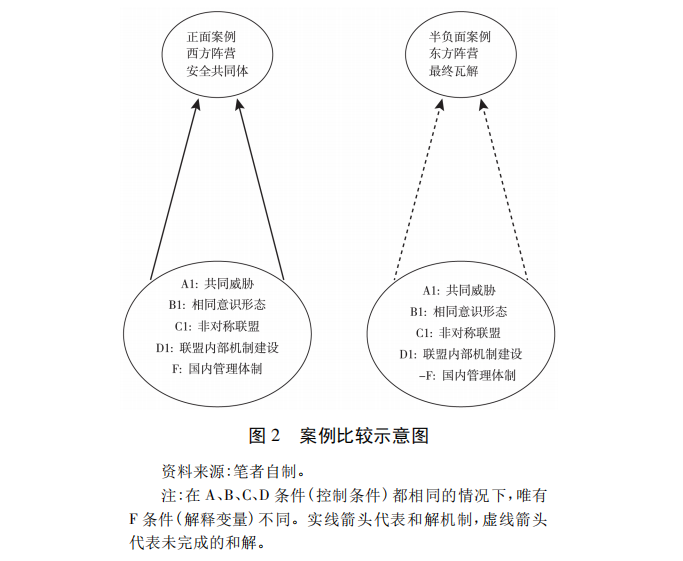 正面案例
西方阵营
安全共同体
半负面案例
东方阵营
最终瓦解
A1: 共同威胁
B1: 相同意识形态
C1: 非对称联盟
D1: 联盟内部机制建设
F: 国内管理体制
A1: 共同威胁
B1: 相同意识形态
C1: 非对称联盟
D1: 联盟内部机制建设
-F: 国内管理体制
图 2 案例比较示意图
资料来源:笔者自制。
注:在 A、B、C、D 条件(控制条件)都相同的情况下,唯有
F 条件(解释变量)不同。实线箭头代表和解机制,虚线箭头
代表未完成的和解。